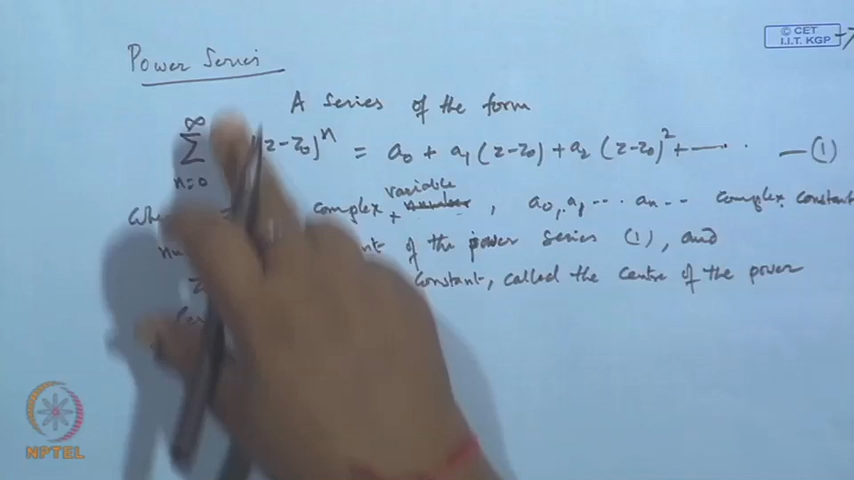 © CET
I.I.T. KGP
Power Series
A series of the form
∞ Σ n=0 (z-z₀)ⁿ = a₀ + a₁ (z-z₀) + a₂ (z-z₀)² + — · · · —(1)
complex variable, a₀, a₁ ···· aₙ ·· complex constant
of the power series (1), and
Constant, called the centre of the power
NPTEL